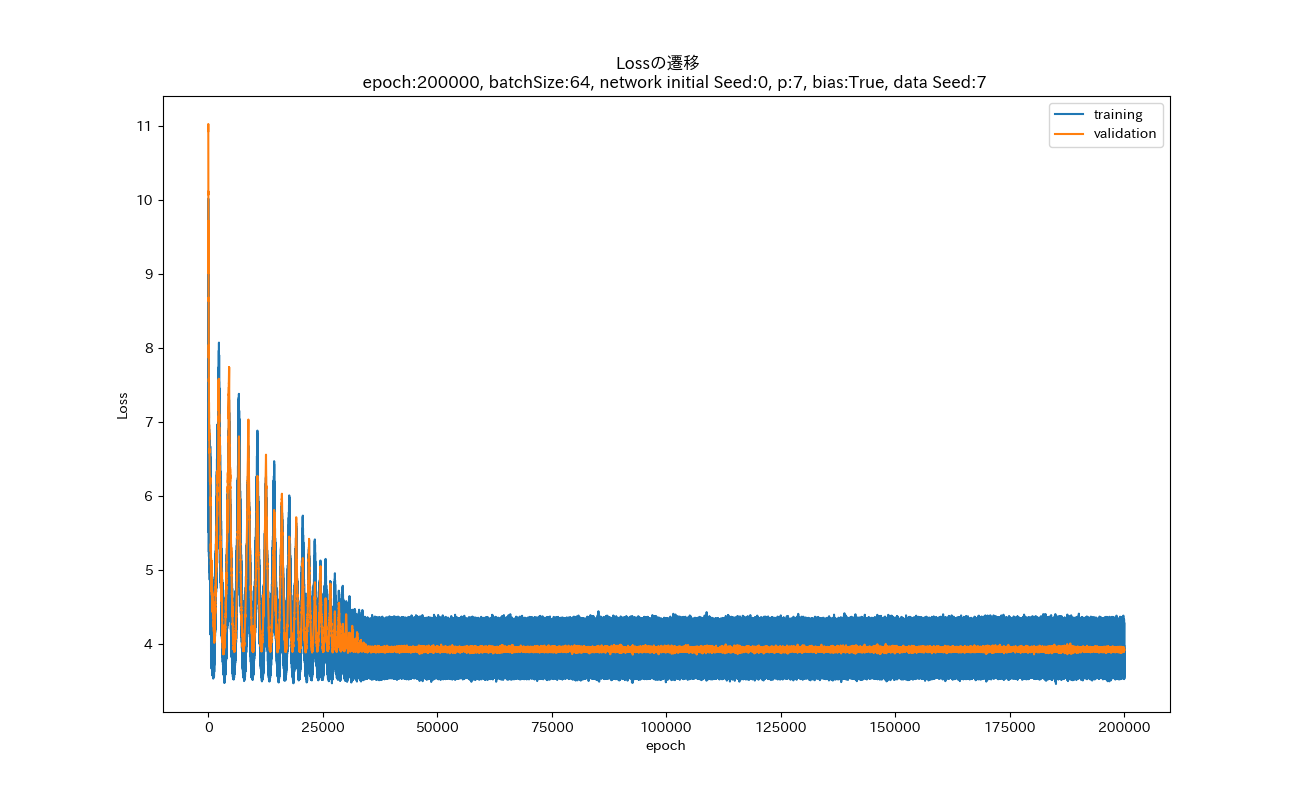 Lossの遷移
epoch:200000, batchSize:64, network initial Seed:0, p:7, bias:True, data Seed:7
training
validation
11
10
9
8
7
6
5
4
Loss
0
25000
50000
75000
100000
125000
150000
175000
200000
epoch